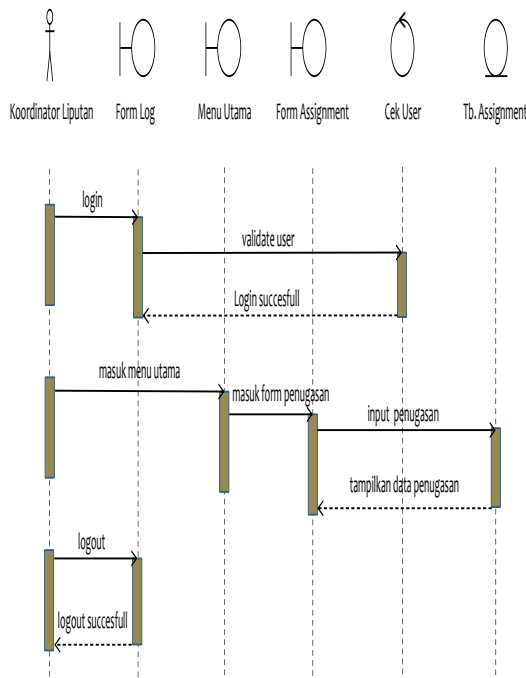 Koordinator Liputan
Form Log
Menu Utama
Form Assignment
Cek User
Tb. Assignment
login
validate user
Login succesfull
masuk menu utama
masuk form penugasan
input penugasan
tampilkan data penugasan
logout
logout succesfull